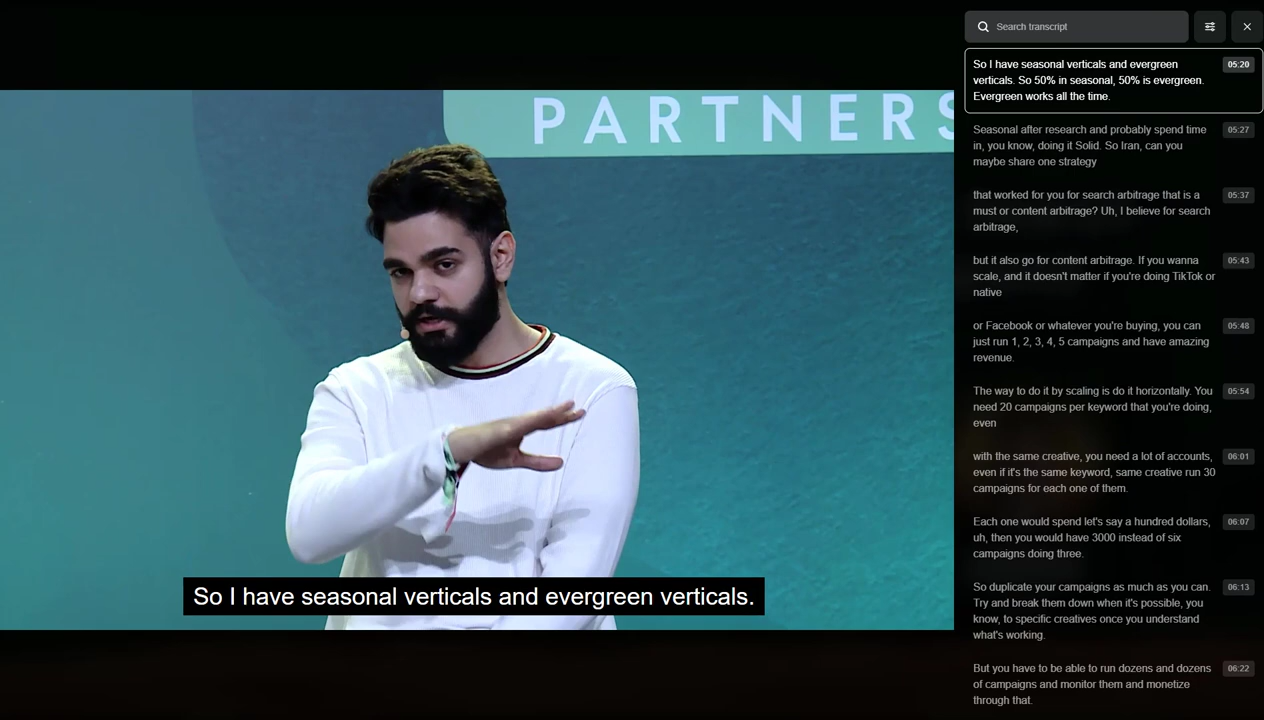 Search transcript
PARTNERS
So I have seasonal verticals and evergreen
verticals. So 50% in seasonal, 50% is evergreen.
Evergreen works all the time.
05:20
Seasonal after research and probably spend time
in, you know, doing it Solid. So Iran, can you
maybe share one strategy
05:27
that worked for you for search arbitrage that is a
must or content arbitrage? Uh, I believe for search
arbitrage,
05:37
but it also go for content arbitrage. If you wanna
scale, and it doesn't matter if you're doing TikTok or
native
05:43
or Facebook or whatever you're buying, you can
just run 1, 2, 3, 4, 5 campaigns and have amazing
revenue.
05:48
The way to do it by scaling is do it horizontally. You
need 20 campaigns per keyword that you're doing,
even
05:54
with the same creative, you need a lot of accounts,
even if it's the same keyword, same creative run 30
campaigns for each one of them.
06:01
Each one would spend let's say a hundred dollars,
uh, then you would have 3000 instead of six
campaigns doing three.
06:07
So duplicate your campaigns as much as you can.
Try and break them down when it's possible, you
know, to specific creatives once you understand
what's working.
06:13
But you have to be able to run dozens and dozens
of campaigns and monitor them and monetize
through that.
06:22
So I have seasonal verticals and evergreen verticals.